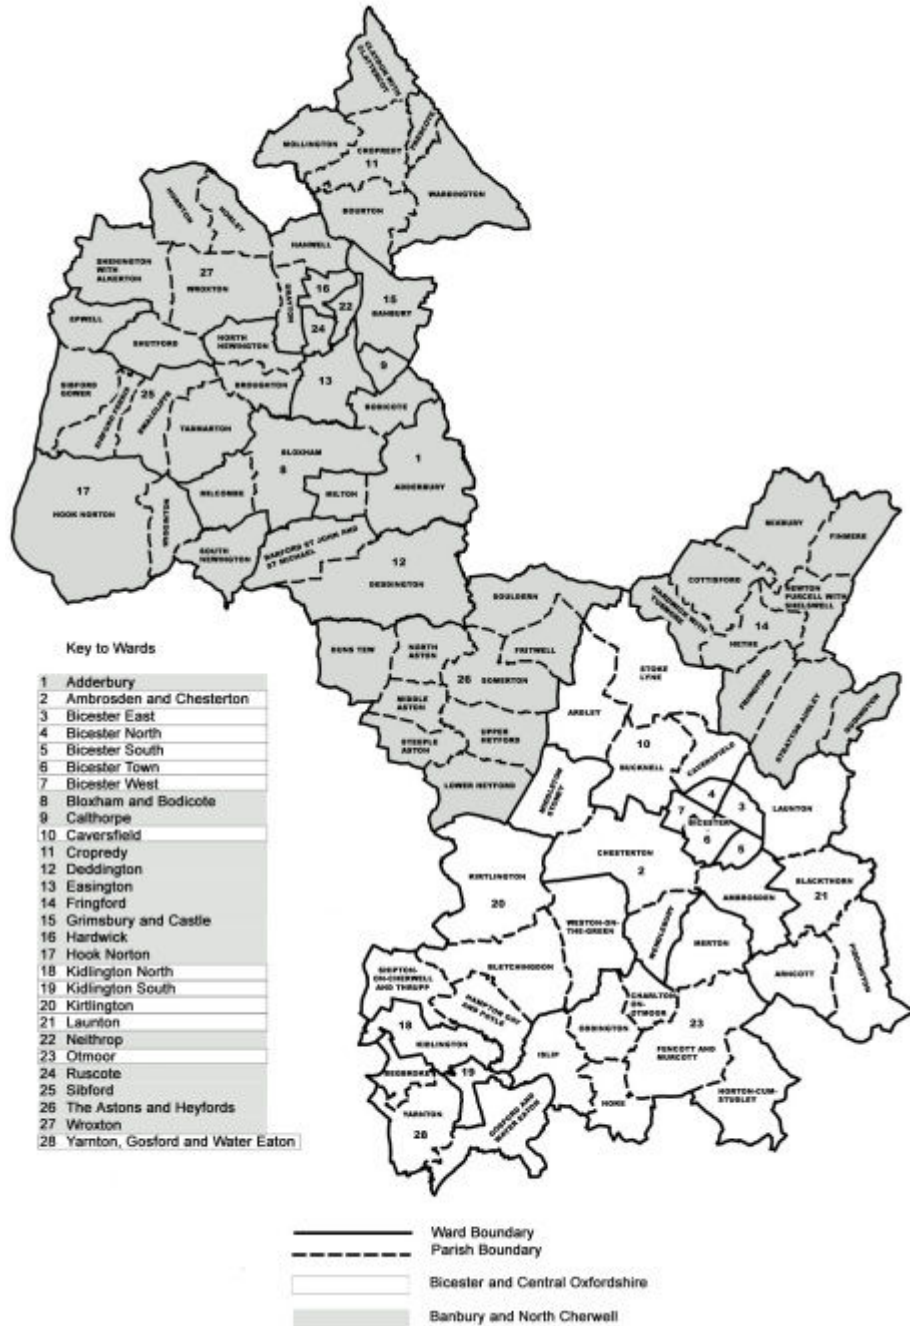 CLAYDON WITH
CLATTERCOT
MOLLINGTON
CROPREDY
11
PRESCOTE
WARDINGTON
BOURTON
HORNTON
HORLEY
HANWELL
SHENINGTON
WITH
ALKERTON
27
WROXTON
DRAYTON
16
22
24
15
BANBURY
EPWELL
SHUTFORD
NORTH
NEWINGTON
BROUGHTON
13
9
BODICOTE
SIBFORD
GOWER
SIBFORD FERRIS
25
SWALCLIFFE
TADMARTON
BLOXHAM
8
1
ADDERBURY
17
HOOK NORTON
WIGGINTON
MILCOMBE
MILTON
SOUTH
NEWINGTON
BARFORD ST JOHN AND
ST MICHAEL
12
DEDDINGTON
MIXBURY
FINMERE
COTTISFORD
HARDWICK WITH
TUSMORE
NEWTON
PURCELL WITH
SHELSWELL
14
HETHE
FRINGFORD
STRATTON AUDLEY
SOULDERN
FRITWELL
DUNS TEW
NORTH
ASTON
26
SOMERTON
MIDDLE
ASTON
STEEPLE
ASTON
UPPER
HEYFORD
LOWER HEYFORD
STOKE
LYNE
ARDLEY
10
BUCKNELL
CAVERSFIELD
MIDDLETON
STONEY
4
7
3
BICESTER
6
5
LAUNTON
CHESTERTON
2
KIRTLINGTON
20
WESTON-ON-
THE-GREEN
WENDLEBURY
MERTON
AMBROSDEN
BLACKTHORN
21
ARNCOTT
PIDDINGTON
BLETCHINGDON
SHIPTON-
ON-CHERWELL
AND THRUPP
HAMPTON GAY
AND POYLE
18
KIDLINGTON
ISLIP
ODDINGTON
CHARLTON
ON-
OTMOOR
23
FENCOTT AND
MURCOTT
HORTON-CUM-
STUDLEY
NOKE
BEGBROKE
19
YARNTON
28
GOSFORD AND
WATER EATON
Key to Wards
1 Adderbury
2 Ambrosden and Chesterton
3 Bicester East
4 Bicester North
5 Bicester South
6 Bicester Town
7 Bicester West
8 Bloxham and Bodicote
9 Calthorpe
10 Caversfield
11 Cropredy
12 Deddington
13 Easington
14 Fringford
15 Grimsbury and Castle
16 Hardwick
17 Hook Norton
18 Kidlington North
19 Kidlington South
20 Kirtlington
21 Launton
22 Neithrop
23 Otmoor
24 Ruscote
25 Sibford
26 The Astons and Heyfords
27 Wroxton
28 Yarnton, Gosford and Water Eaton
Ward Boundary
Parish Boundary
Bicester and Central Oxfordshire
Banbury and North Cherwell